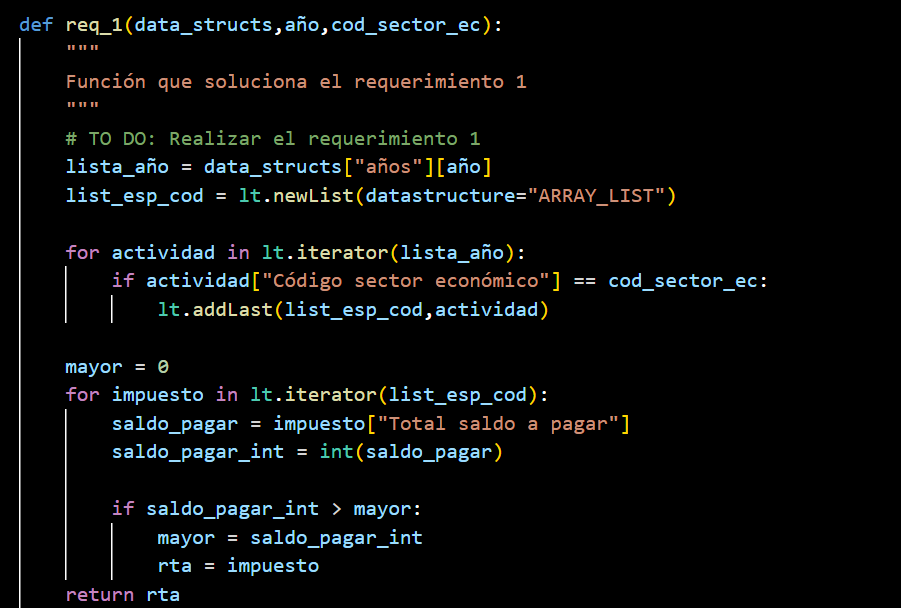 def req_1(data_structs,año,cod_sector_ec):
    """
    Función que soluciona el requerimiento 1
    """
    # TO DO: Realizar el requerimiento 1
    lista_año = data_structs["años"][año]
    list_esp_cod = lt.newList(datastructure="ARRAY_LIST")

    for actividad in lt.iterator(lista_año):
        if actividad["Código sector económico"] == cod_sector_ec:
            lt.addLast(list_esp_cod,actividad)

    mayor = 0
    for impuesto in lt.iterator(list_esp_cod):
        saldo_pagar = impuesto["Total saldo a pagar"]
        saldo_pagar_int = int(saldo_pagar)

        if saldo_pagar_int > mayor:
            mayor = saldo_pagar_int
            rta = impuesto
    return rta